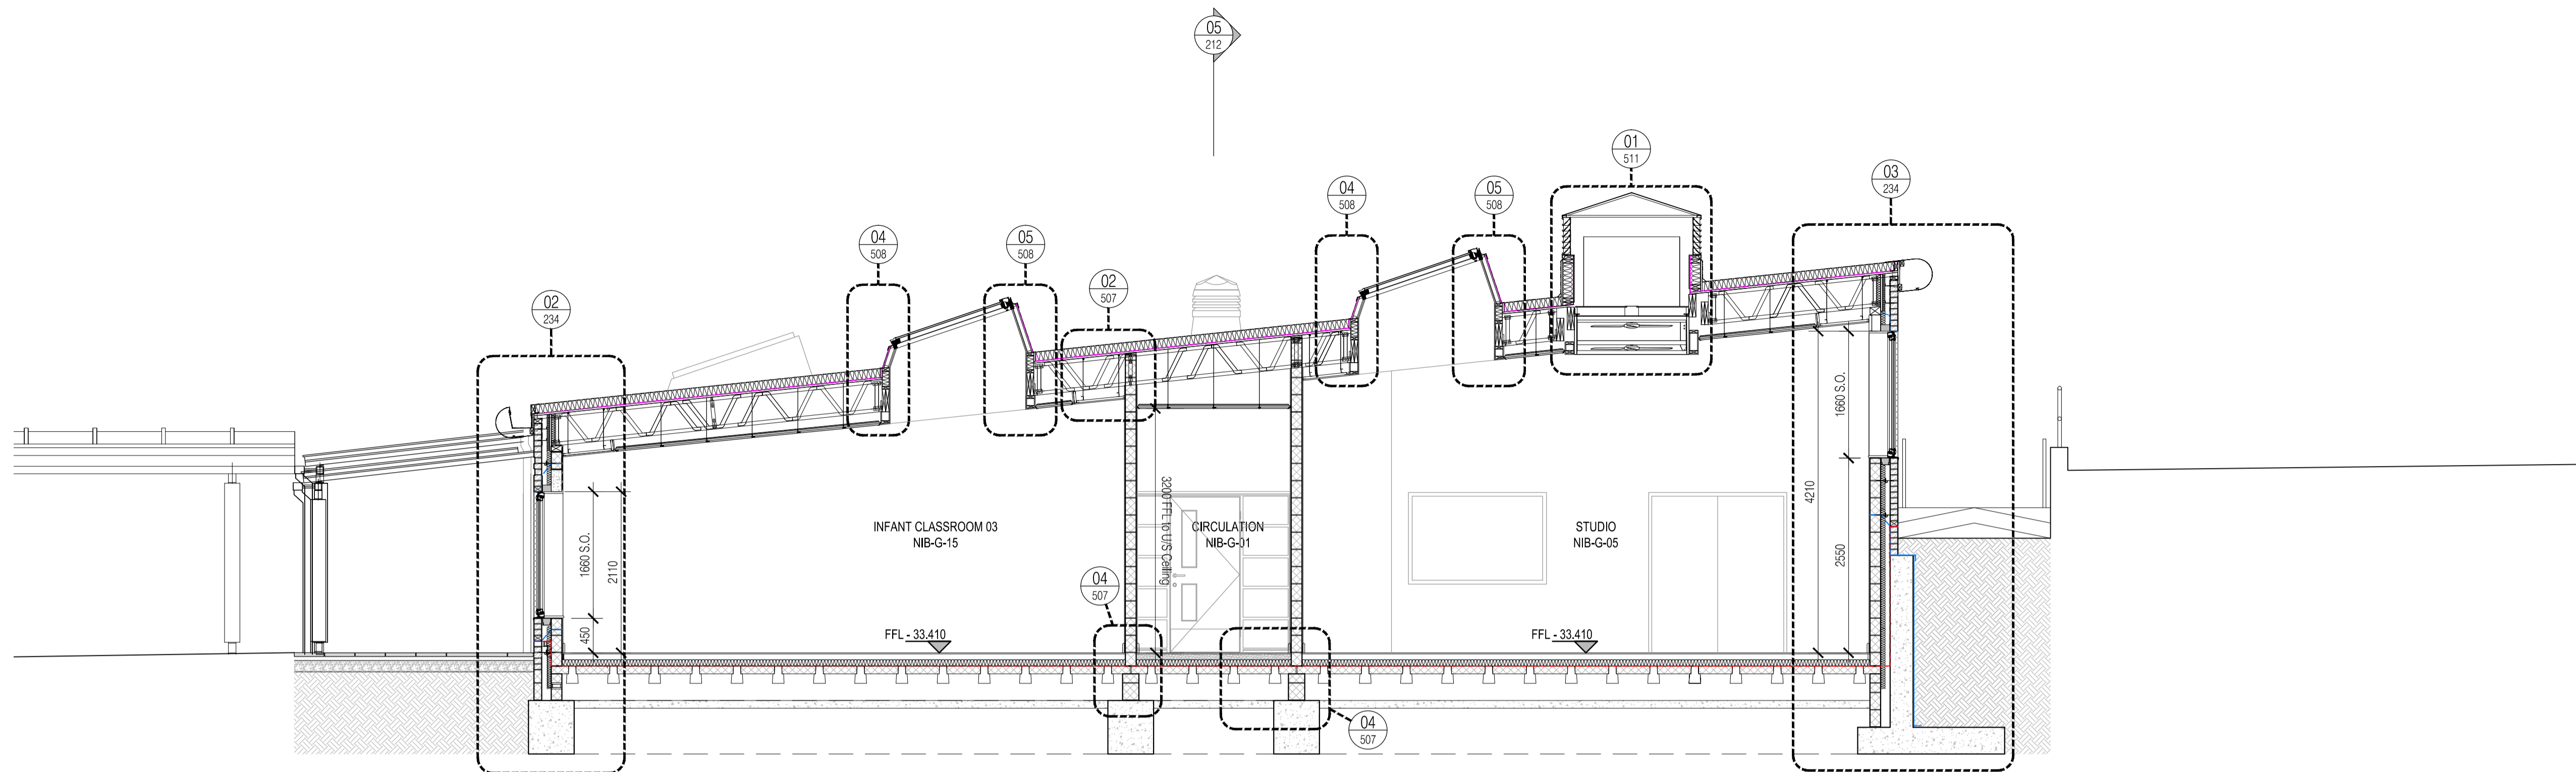 05
212
01
511
03
234
04
508
05
508
04
508
05
508
02
507
02
234
1660 S.O.
4210
2550
1660 S.O.
2110
450
3200 FFL to U/S Ceiling
INFANT CLASSROOM 03
NIB-G-15
CIRCULATION
NIB-G-01
STUDIO
NIB-G-05
04
507
FFL - 33.410
FFL - 33.410
04
507